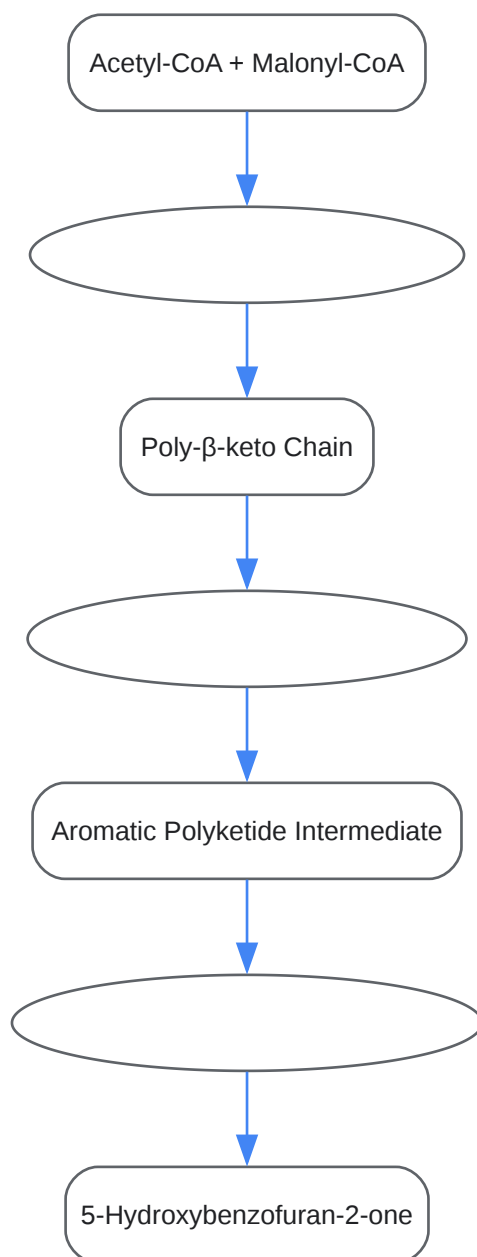 Acetyl-CoA + Malonyl-CoA
Poly-β-keto Chain
Aromatic Polyketide Intermediate
5-Hydroxybenzofuran-2-one